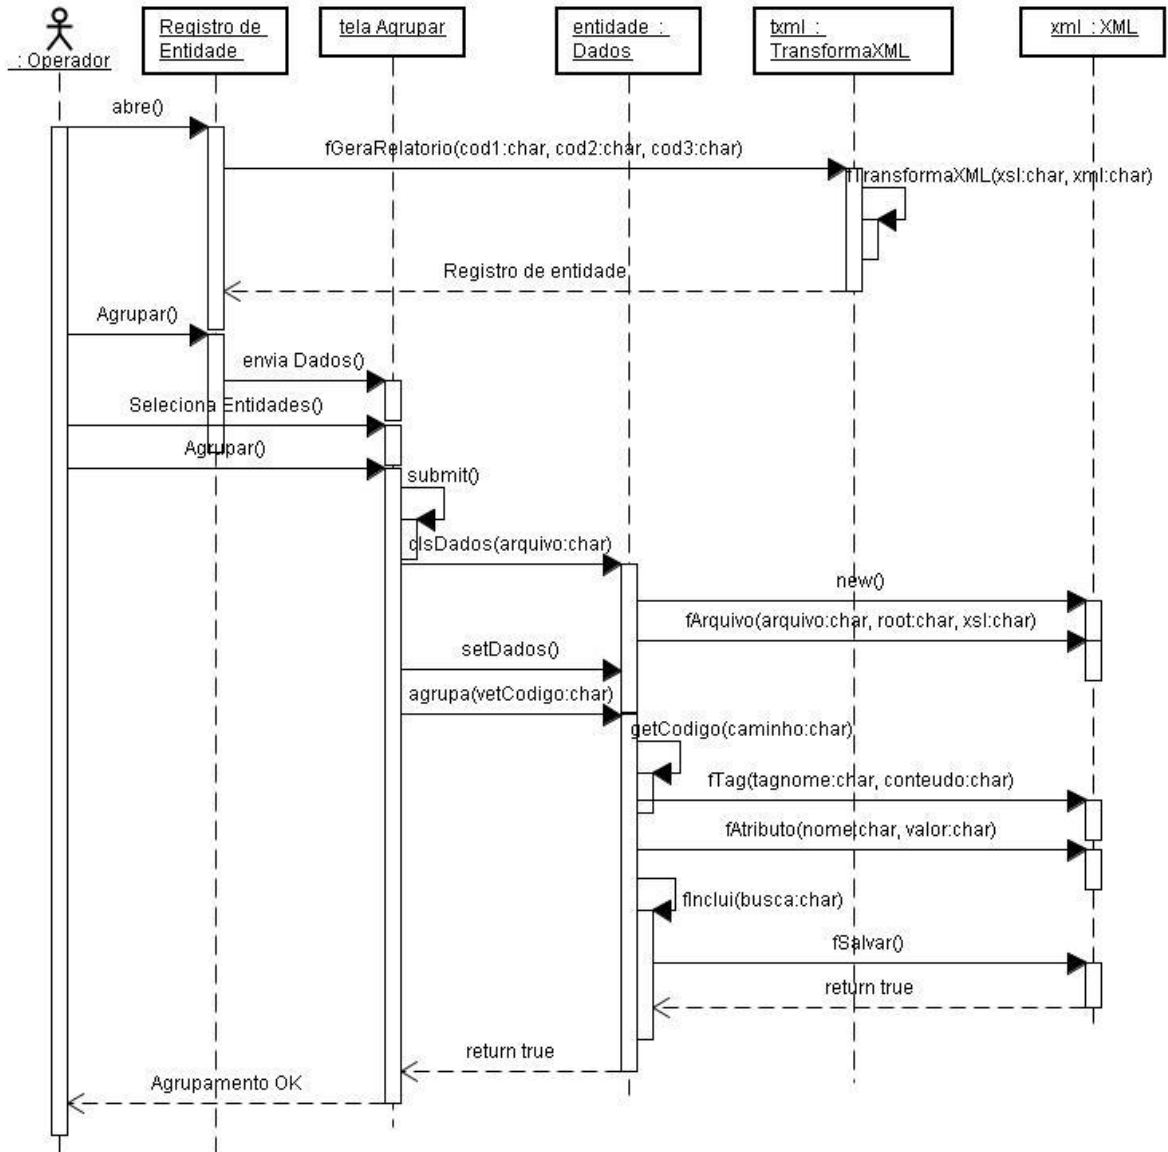 : Operador
Registro de
Entidade
tela Agrupar
entidade :
Dados
txml :
TransformaXML
xml : XML
abre()
fGeraRelatorio(cod1:char, cod2:char, cod3:char)
fTransformaXML(xsl:char, xml:char)
Registro de entidade
Agrupar()
envia Dados()
Seleciona Entidades()
Agrupar()
submit()
clsDados(arquivo:char)
new()
fArquivo(arquivo:char, root:char, xsl:char)
setDados()
agrupa(vetCodigo:char)
getCodigo(caminho:char)
fTag(tagnome:char, conteudo:char)
fAtributo(nome:char, valor:char)
fInclui(busca:char)
fSalvar()
return true
return true
Agrupamento OK